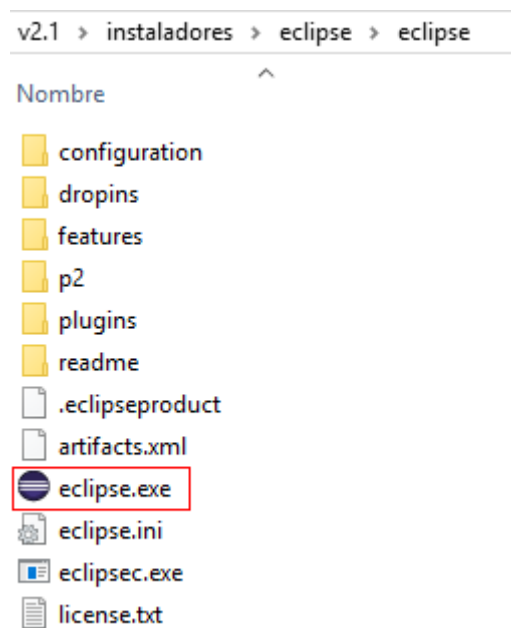 v2.1 > instaladores > eclipse > eclipse
Nombre
configuration
dropins
features
p2
plugins
readme
.eclipseproduct
artifacts.xml
eclipse.exe
eclipse.ini
eclipsec.exe
license.txt